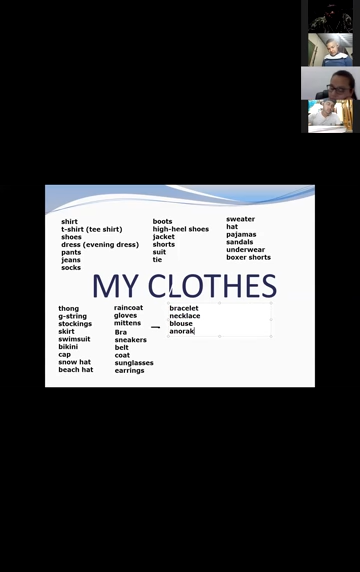 shirt
t-shirt (tee shirt)
shoes
dress (evening dress)
pants
jeans
socks
boots
high-heel shoes
jacket
shorts
suit
tie
sweater
hat
pajamas
sandals
underwear
boxer shorts
MY CLOTHES
thong
g-string
stockings
skirt
swimsuit
bikini
cap
snow hat
beach hat
raincoat
gloves
mittens
Bra
sneakers
belt
coat
sunglasses
earrings
bracelet
necklace
blouse
anorak